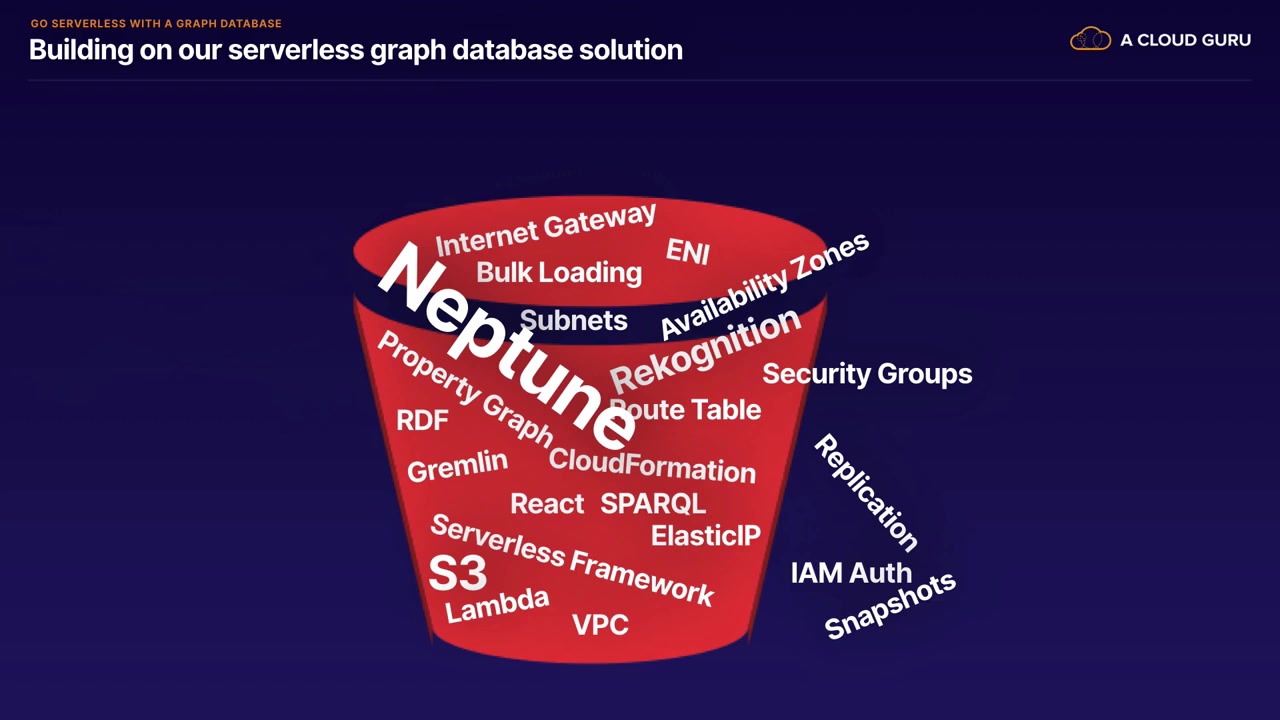 GO SERVERLESS WITH A GRAPH DATABASE
Building on our serverless graph database solution
A CLOUD GURU
Internet Gateway
ENI
Bulk Loading
Availability Zones
Neptune
Subnets
Rekognition
Property Graph
Security Groups
RDF
Route Table
Gremlin
CloudFormation
Replication
React
SPARQL
ElasticIP
Serverless Framework
S3
IAM Auth
Lambda
Snapshots
VPC